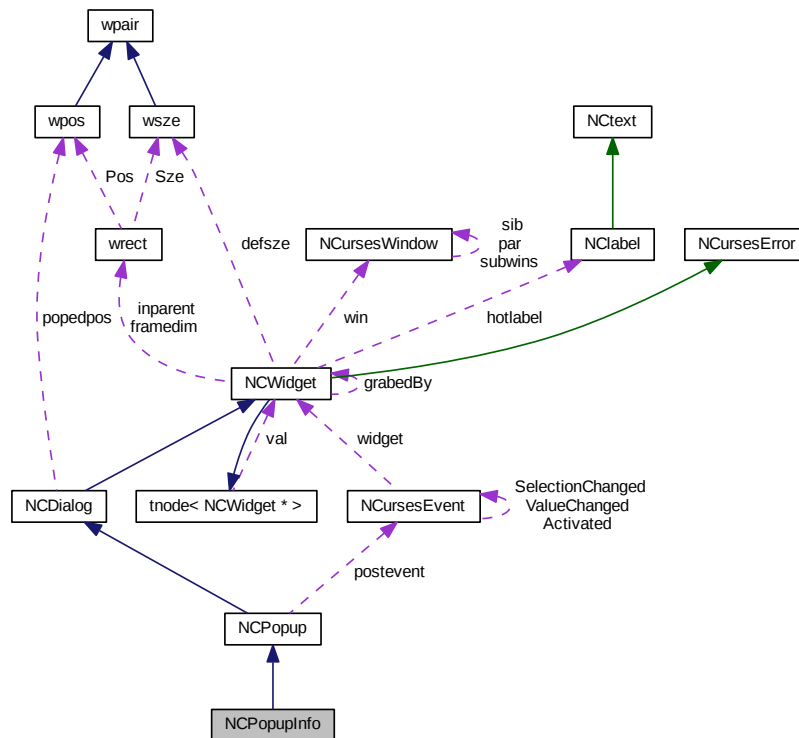 wpair
wpos
wsze
NCtext
Pos
Sze
wrect
defsze
NCursesWindow
sib
par
subwins
NClabel
NCursesError
popedpos
inparent
framedim
win
hotlabel
NCWidget
grabedBy
val
widget
NCDialog
tnode< NCWidget * >
NCursesEvent
SelectionChanged
ValueChanged
Activated
postevent
NCPopup
NCPopupInfo